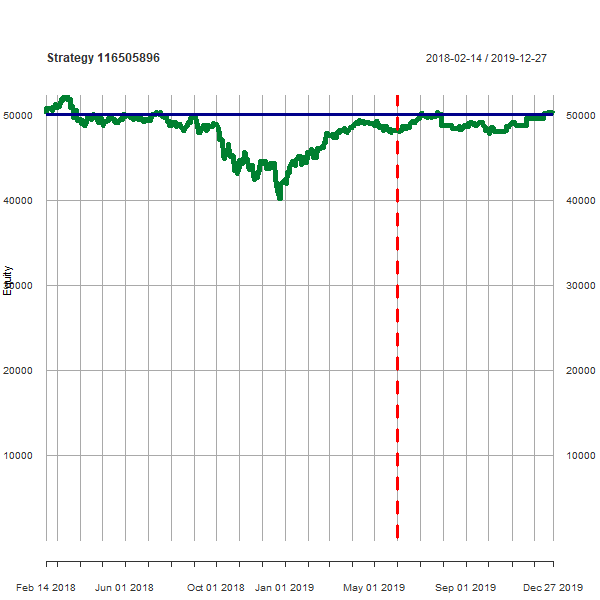 Strategy 116505896 2018-02-14 / 2019-12-27
50000 50000
40000 40000
Equity
30000 30000
20000 20000
10000 10000
Feb 14 2018 Jun 01 2018 Oct 01 2018 Jan 01 2019 May 01 2019 Sep 01 2019 Dec 27 2019